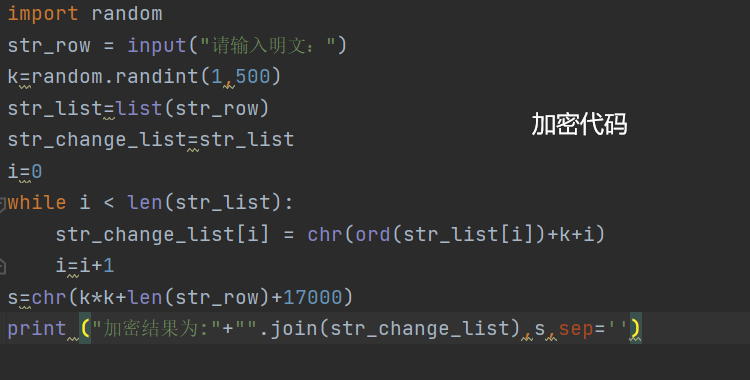 import random
str_row = input("请输入明文：")
k=random.randint(1,500)
str_list=list(str_row)
str_change_list=str_list
加密代码
i=0
while i < len(str_list):
    str_change_list[i] = chr(ord(str_list[i])+k+i)
    i=i+1
s=chr(k*k+len(str_row)+17000)
print ("加密结果为:"+"".join(str_change_list),s,sep='')